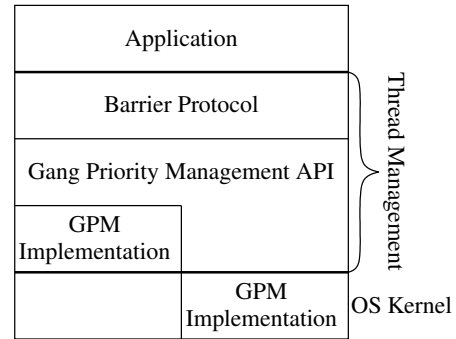 Application
Barrier Protocol
Gang Priority Management API
GPM
Implementation
GPM
Implementation
Thread Management
OS Kernel